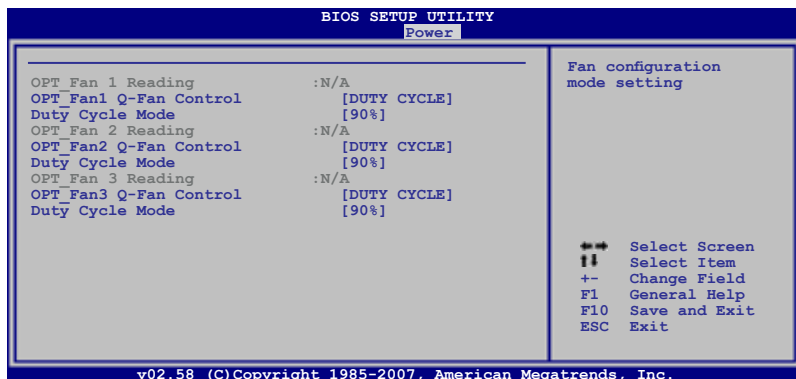 BIOS SETUP UTILITY
Power
OPT_Fan 1 Reading :N/A
OPT_Fan1 Q-Fan Control [DUTY CYCLE]
Duty Cycle Mode [90%]
OPT_Fan 2 Reading :N/A
OPT_Fan2 Q-Fan Control [DUTY CYCLE]
Duty Cycle Mode [90%]
OPT_Fan 3 Reading :N/A
OPT_Fan3 Q-Fan Control [DUTY CYCLE]
Duty Cycle Mode [90%]
Fan configuration
mode setting
←→ Select Screen
↑↓ Select Item
+- Change Field
F1 General Help
F10 Save and Exit
ESC Exit
v02.58 (C)Copyright 1985-2007, American Megatrends, Inc.